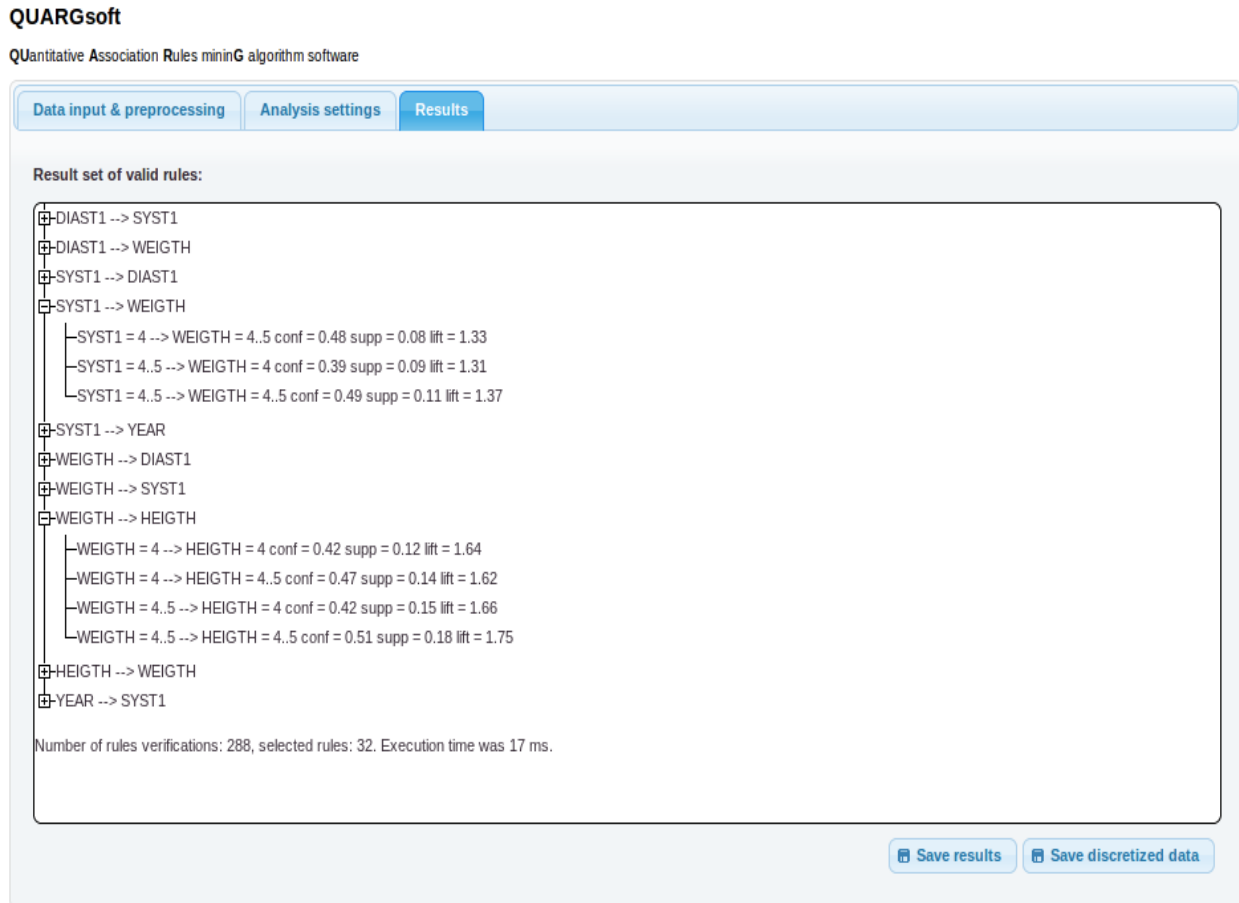 QUARGsoft
QUantitative Association Rules mininG algorithm software
Data input & preprocessing Analysis settings Results
Result set of valid rules:
DIAST1 --> SYST1
DIAST1 --> WEIGTH
SYST1 --> DIAST1
SYST1 --> WEIGTH
SYST1 = 4 --> WEIGTH = 4..5 conf = 0.48 supp = 0.08 lift = 1.33
SYST1 = 4..5 --> WEIGTH = 4 conf = 0.39 supp = 0.09 lift = 1.31
SYST1 = 4..5 --> WEIGTH = 4..5 conf = 0.49 supp = 0.11 lift = 1.37
SYST1 --> YEAR
WEIGTH --> DIAST1
WEIGTH --> SYST1
WEIGTH --> HEIGTH
WEIGTH = 4 --> HEIGTH = 4 conf = 0.42 supp = 0.12 lift = 1.64
WEIGTH = 4 --> HEIGTH = 4..5 conf = 0.47 supp = 0.14 lift = 1.62
WEIGTH = 4..5 --> HEIGTH = 4 conf = 0.42 supp = 0.15 lift = 1.66
WEIGTH = 4..5 --> HEIGTH = 4..5 conf = 0.51 supp = 0.18 lift = 1.75
HEIGTH --> WEIGTH
YEAR --> SYST1
Number of rules verifications: 288, selected rules: 32. Execution time was 17 ms.
Save results Save discretized data